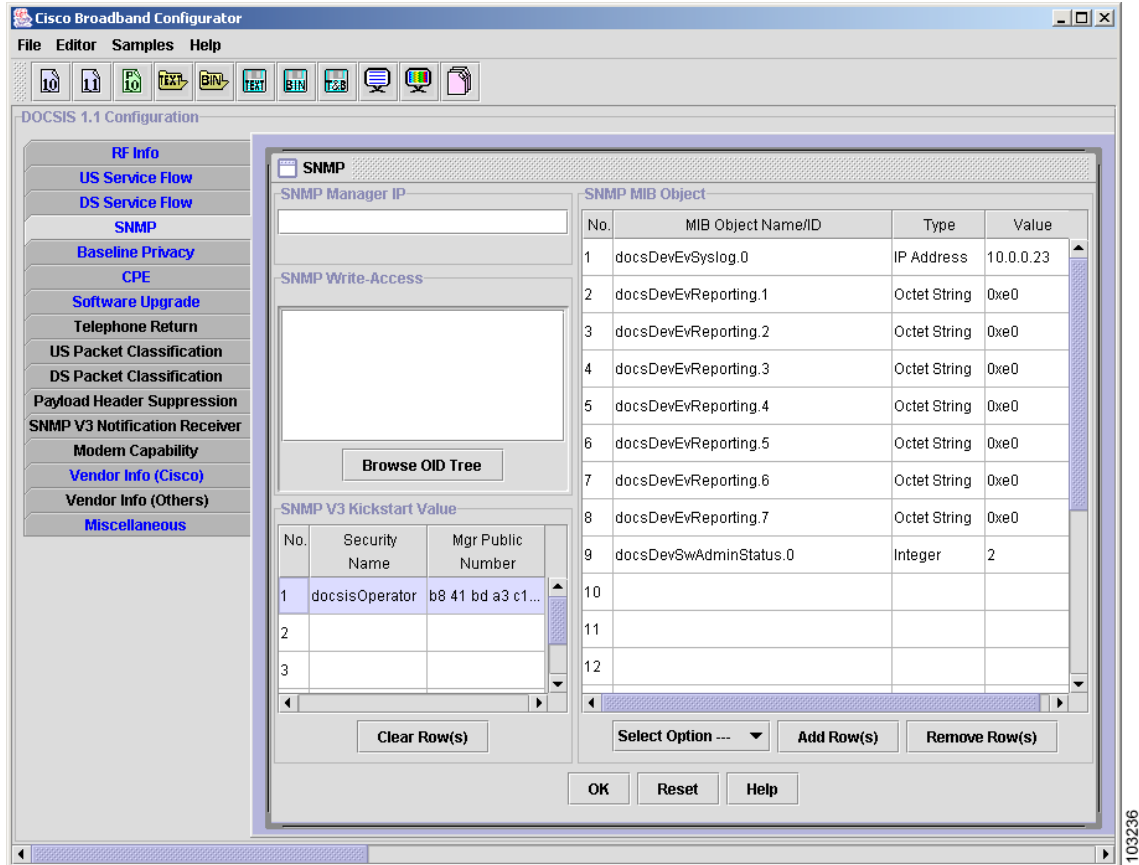 Cisco Broadband Configurator
File Editor Samples Help
10 11 P 10 TEXT BIN TEXT BIN T&B
DOCSIS 1.1 Configuration
RF Info
US Service Flow
DS Service Flow
SNMP
Baseline Privacy
CPE
Software Upgrade
Telephone Return
US Packet Classification
DS Packet Classification
Payload Header Suppression
SNMP V3 Notification Receiver
Modem Capability
Vendor Info (Cisco)
Vendor Info (Others)
Miscellaneous
SNMP
SNMP Manager IP
SNMP Write-Access
Browse OID Tree
SNMP V3 Kickstart Value
No. Security Name Mgr Public Number
1 docsisOperator b8 41 bd a3 c1...
2
3
Clear Row(s)
SNMP MIB Object
No. MIB Object Name/ID Type Value
1 docsDevEvSyslog.0 IP Address 10.0.0.23
2 docsDevEvReporting.1 Octet String 0xe0
3 docsDevEvReporting.2 Octet String 0xe0
4 docsDevEvReporting.3 Octet String 0xe0
5 docsDevEvReporting.4 Octet String 0xe0
6 docsDevEvReporting.5 Octet String 0xe0
7 docsDevEvReporting.6 Octet String 0xe0
8 docsDevEvReporting.7 Octet String 0xe0
9 docsDevSwAdminStatus.0 Integer 2
10
11
12
Select Option --- Add Row(s) Remove Row(s)
OK Reset Help
103236